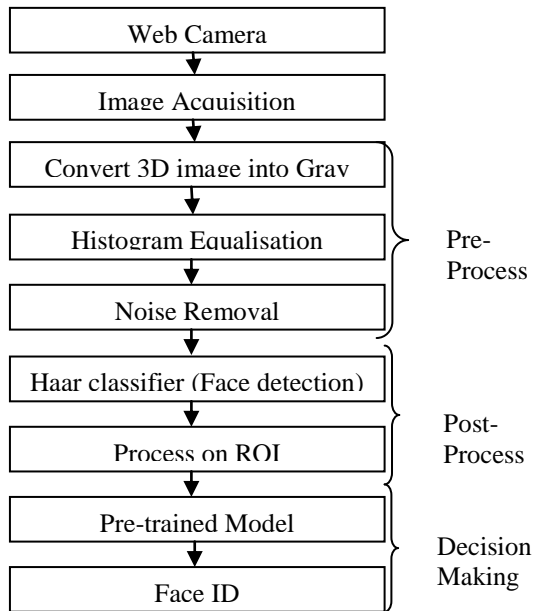 Web Camera
Image Acquisition
Convert 3D image into Gray
Histogram Equalisation
Noise Removal
Pre-
Process
Haar classifier (Face detection)
Process on ROI
Post-
Process
Pre-trained Model
Face ID
Decision
Making